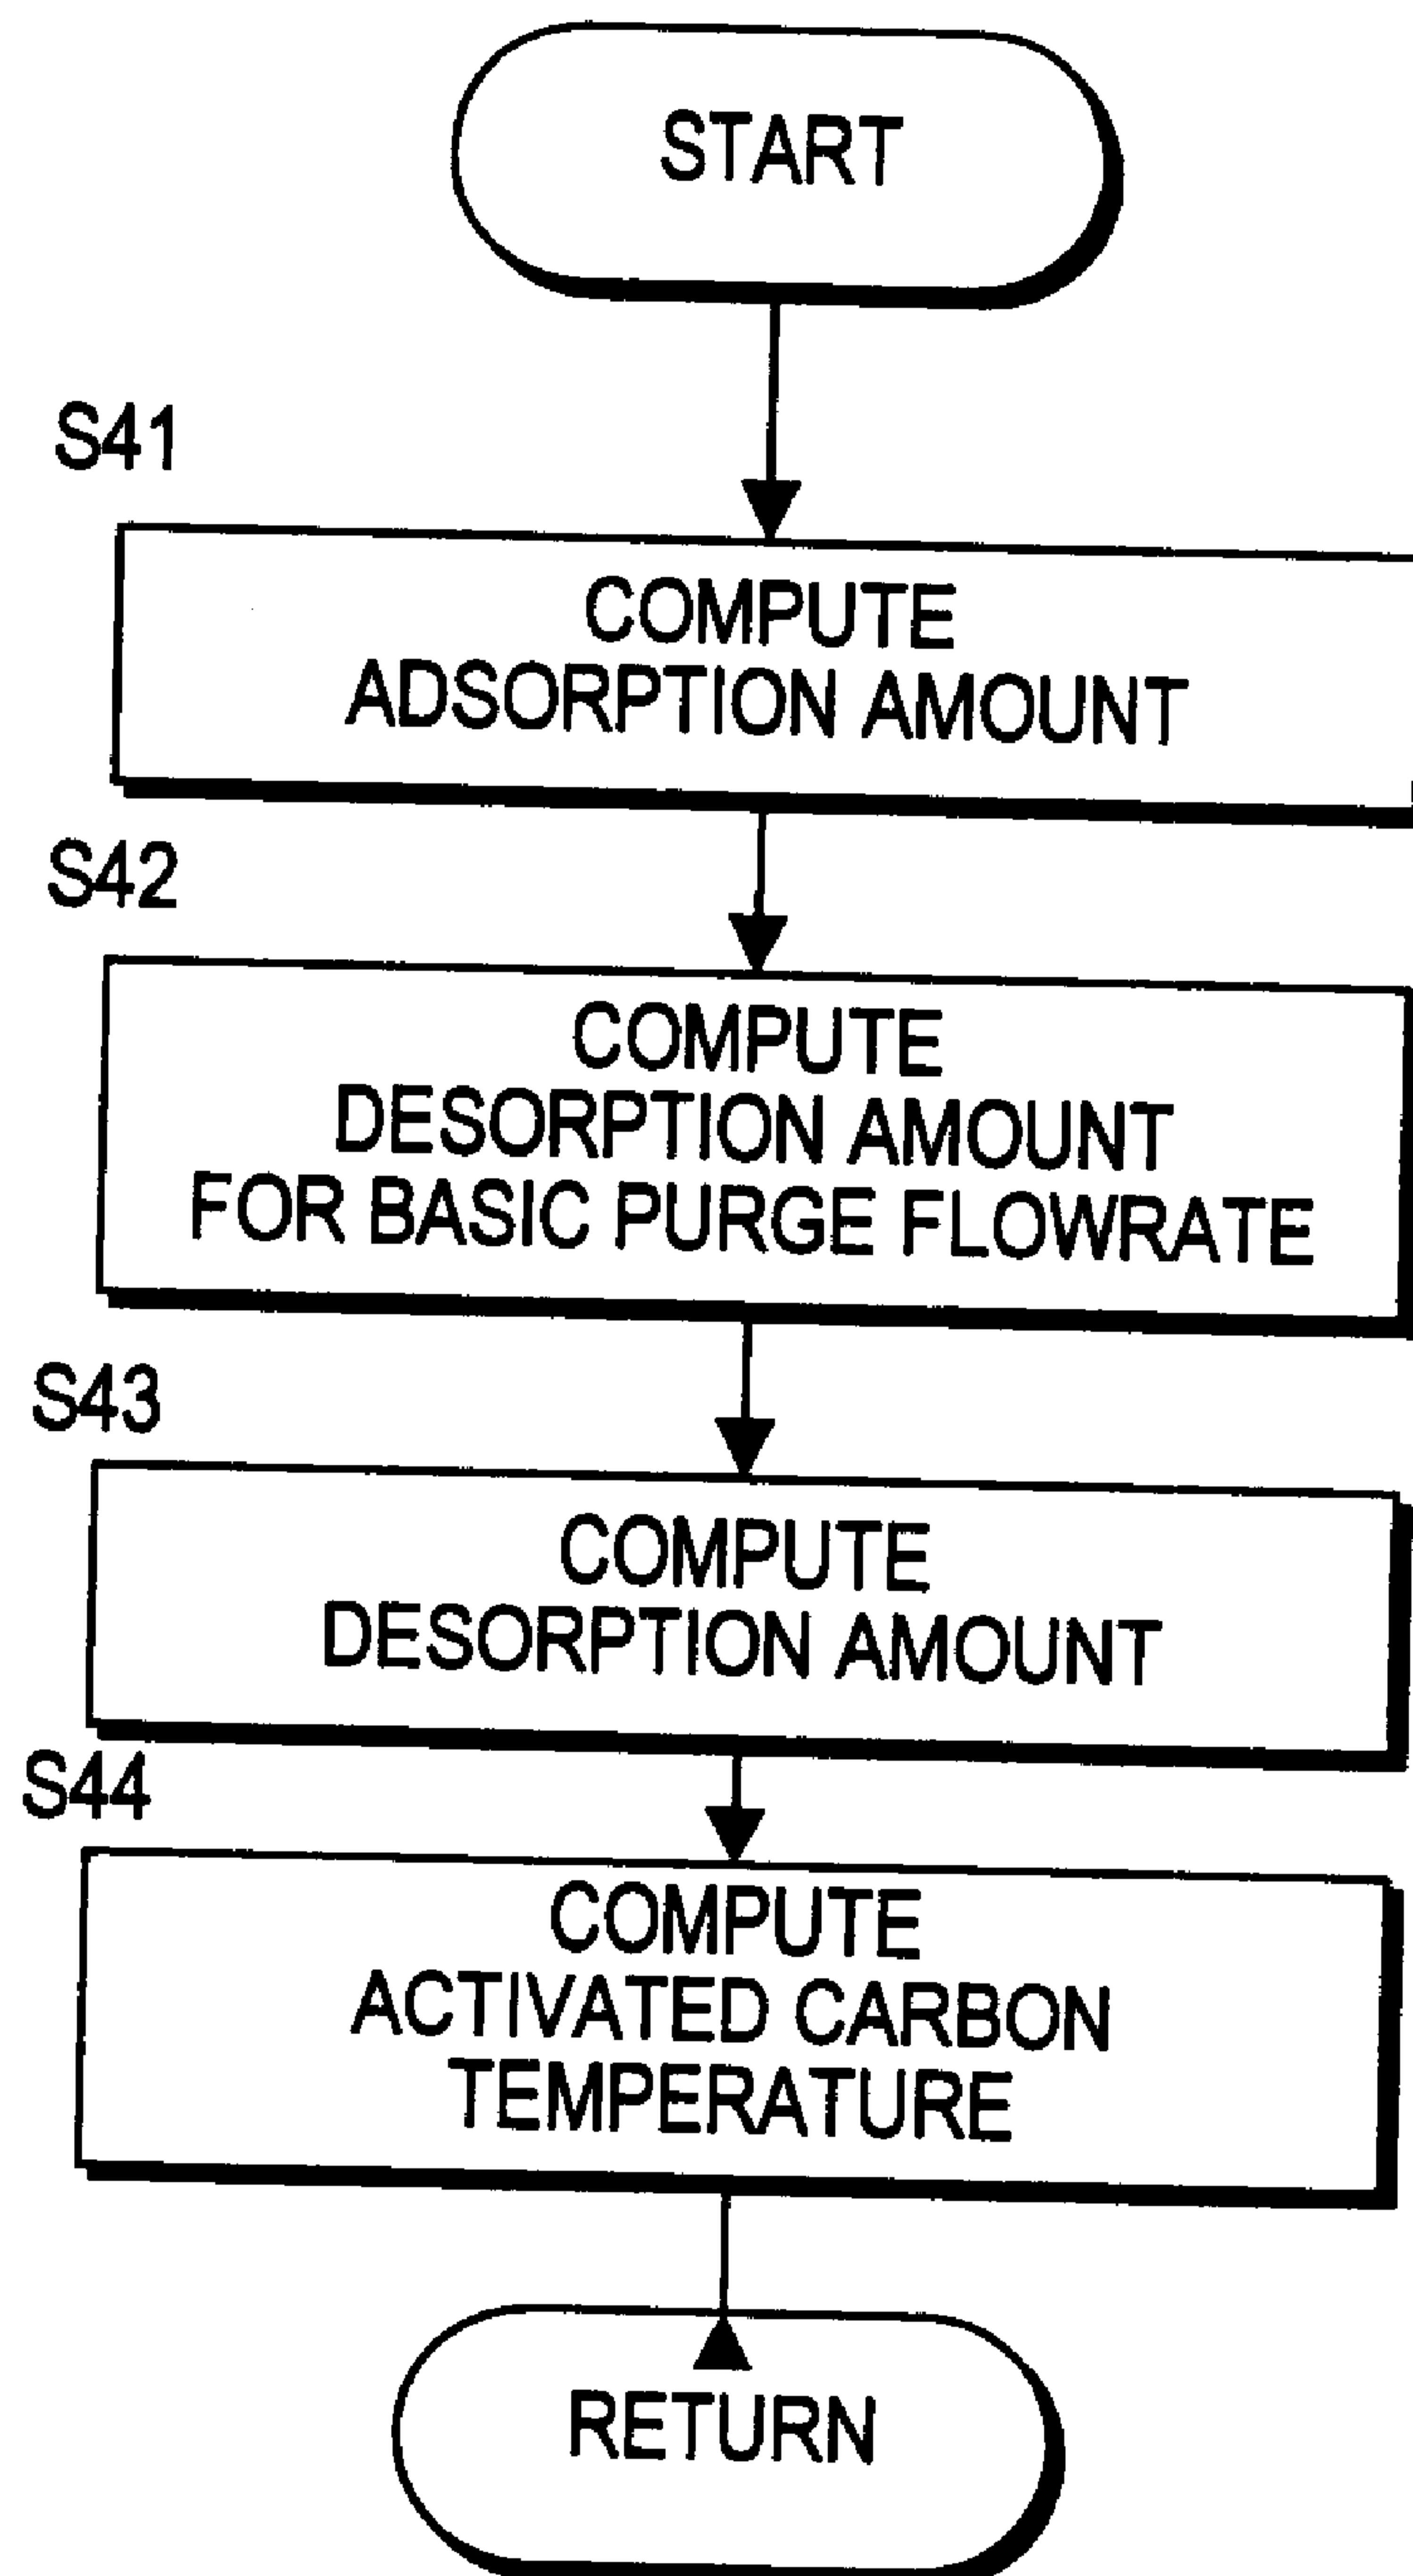 START
S41
COMPUTE
ADSORPTION AMOUNT
S42
COMPUTE
DESORPTION AMOUNT
FOR BASIC PURGE FLOWRATE
S43
COMPUTE
DESORPTION AMOUNT
S44
COMPUTE
ACTIVATED CARBON
TEMPERATURE
RETURN